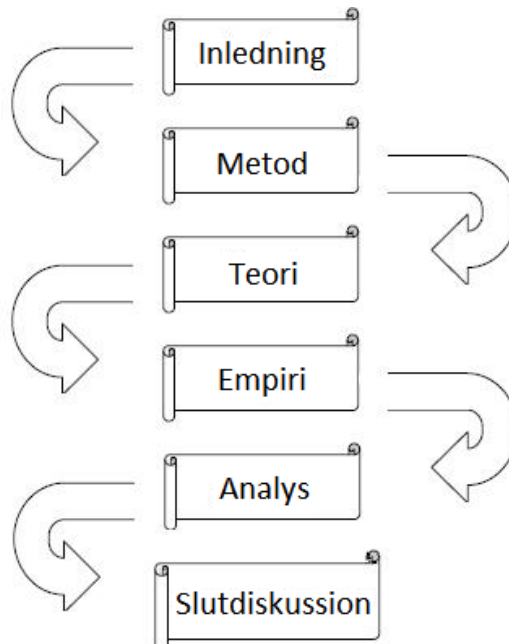 Inledning
Metod
Teori
Empiri
Analys
Slutdiskussion